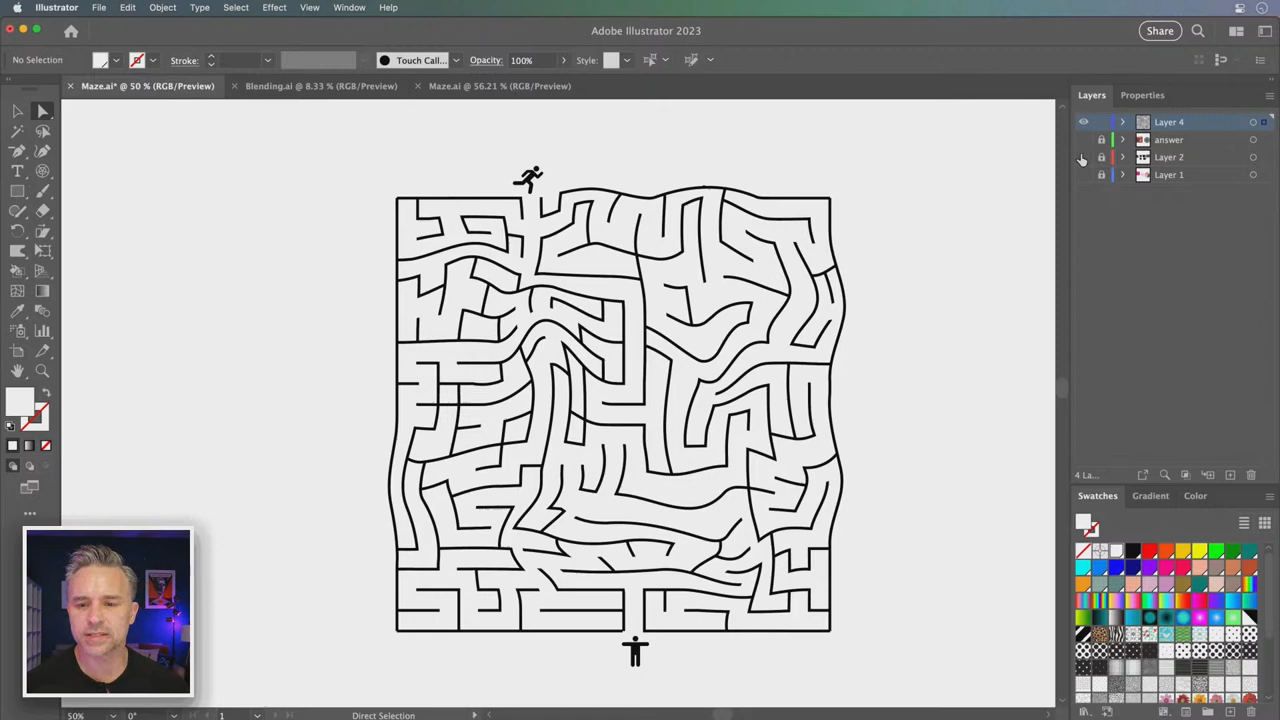 Illustrator File Edit Object Type Select Effect View Window Help
Adobe Illustrator 2023
Share
No Selection
Stroke:
Touch Call...
Opacity: 100%
Style:
Maze.ai* @ 50 % (RGB/Preview)
Blending.ai @ 8.33 % (RGB/Preview)
Maze.ai @ 56.21 % (RGB/Preview)
Layers Properties
Layer 4
answer
Layer 2
Layer 1
4 La...
Swatches Gradient Color
50% 0° 1 Direct Selection